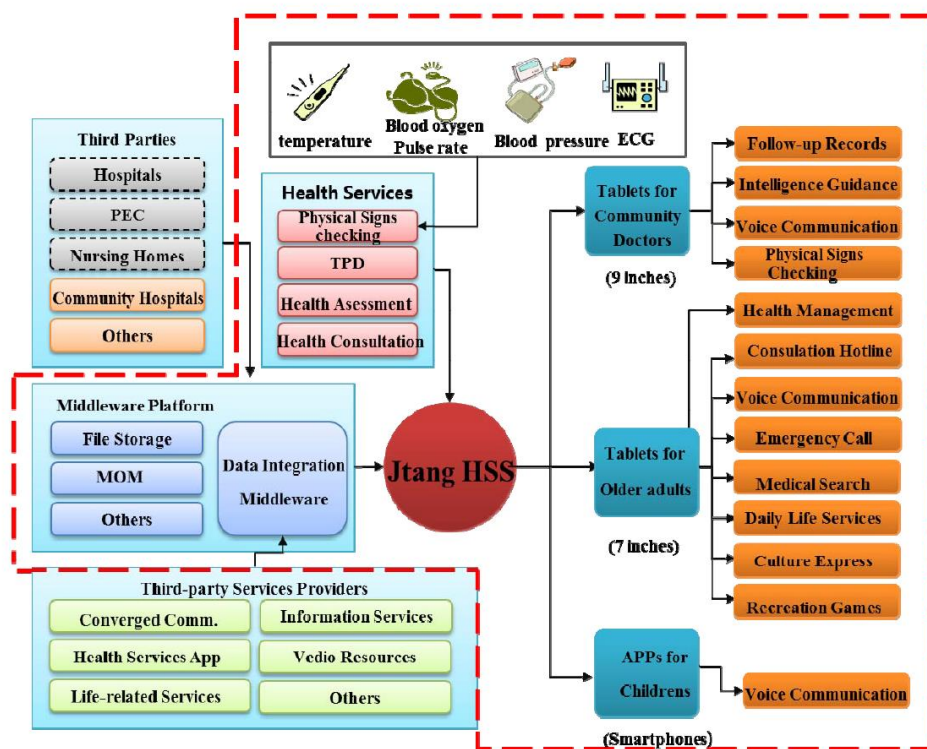 temperature
Blood oxygen
Pulse rate
Blood pressure
ECG
Third Parties
Hospitals
PEC
Nursing Homes
Community Hospitals
Others
Health Services
Physical Signs
checking
TPD
Health Asessment
Health Consultation
Middleware Platform
File Storage
MOM
Others
Data Integration
Middleware
Jtang HSS
Third-party Services Providers
Converged Comm.
Information Services
Health Services App
Vedio Resources
Life-related Services
Others
Tablets for
Community
Doctors
(9 inches)
Follow-up Records
Intelligence Guidance
Voice Communication
Physical Signs
Checking
Tablets for
Older adults
(7 inches)
Health Management
Consulation Hotline
Voice Communication
Emergency Call
Medical Search
Daily Life Services
Culture Express
Recreation Games
APPs for
Childrens
(Smartphones)
Voice Communication